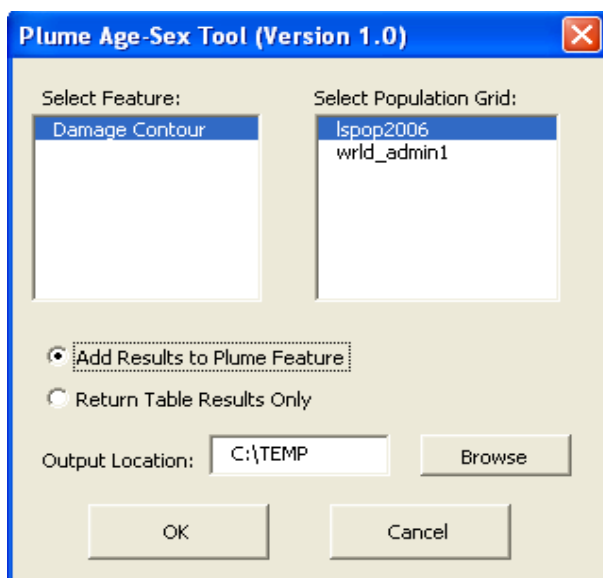 Plume Age-Sex Tool (Version 1.0)
Select Feature:
Damage Contour
Select Population Grid:
lspop2006
wrld_admin1
Add Results to Plume Feature
Return Table Results Only
Output Location: C:\TEMP Browse
OK Cancel